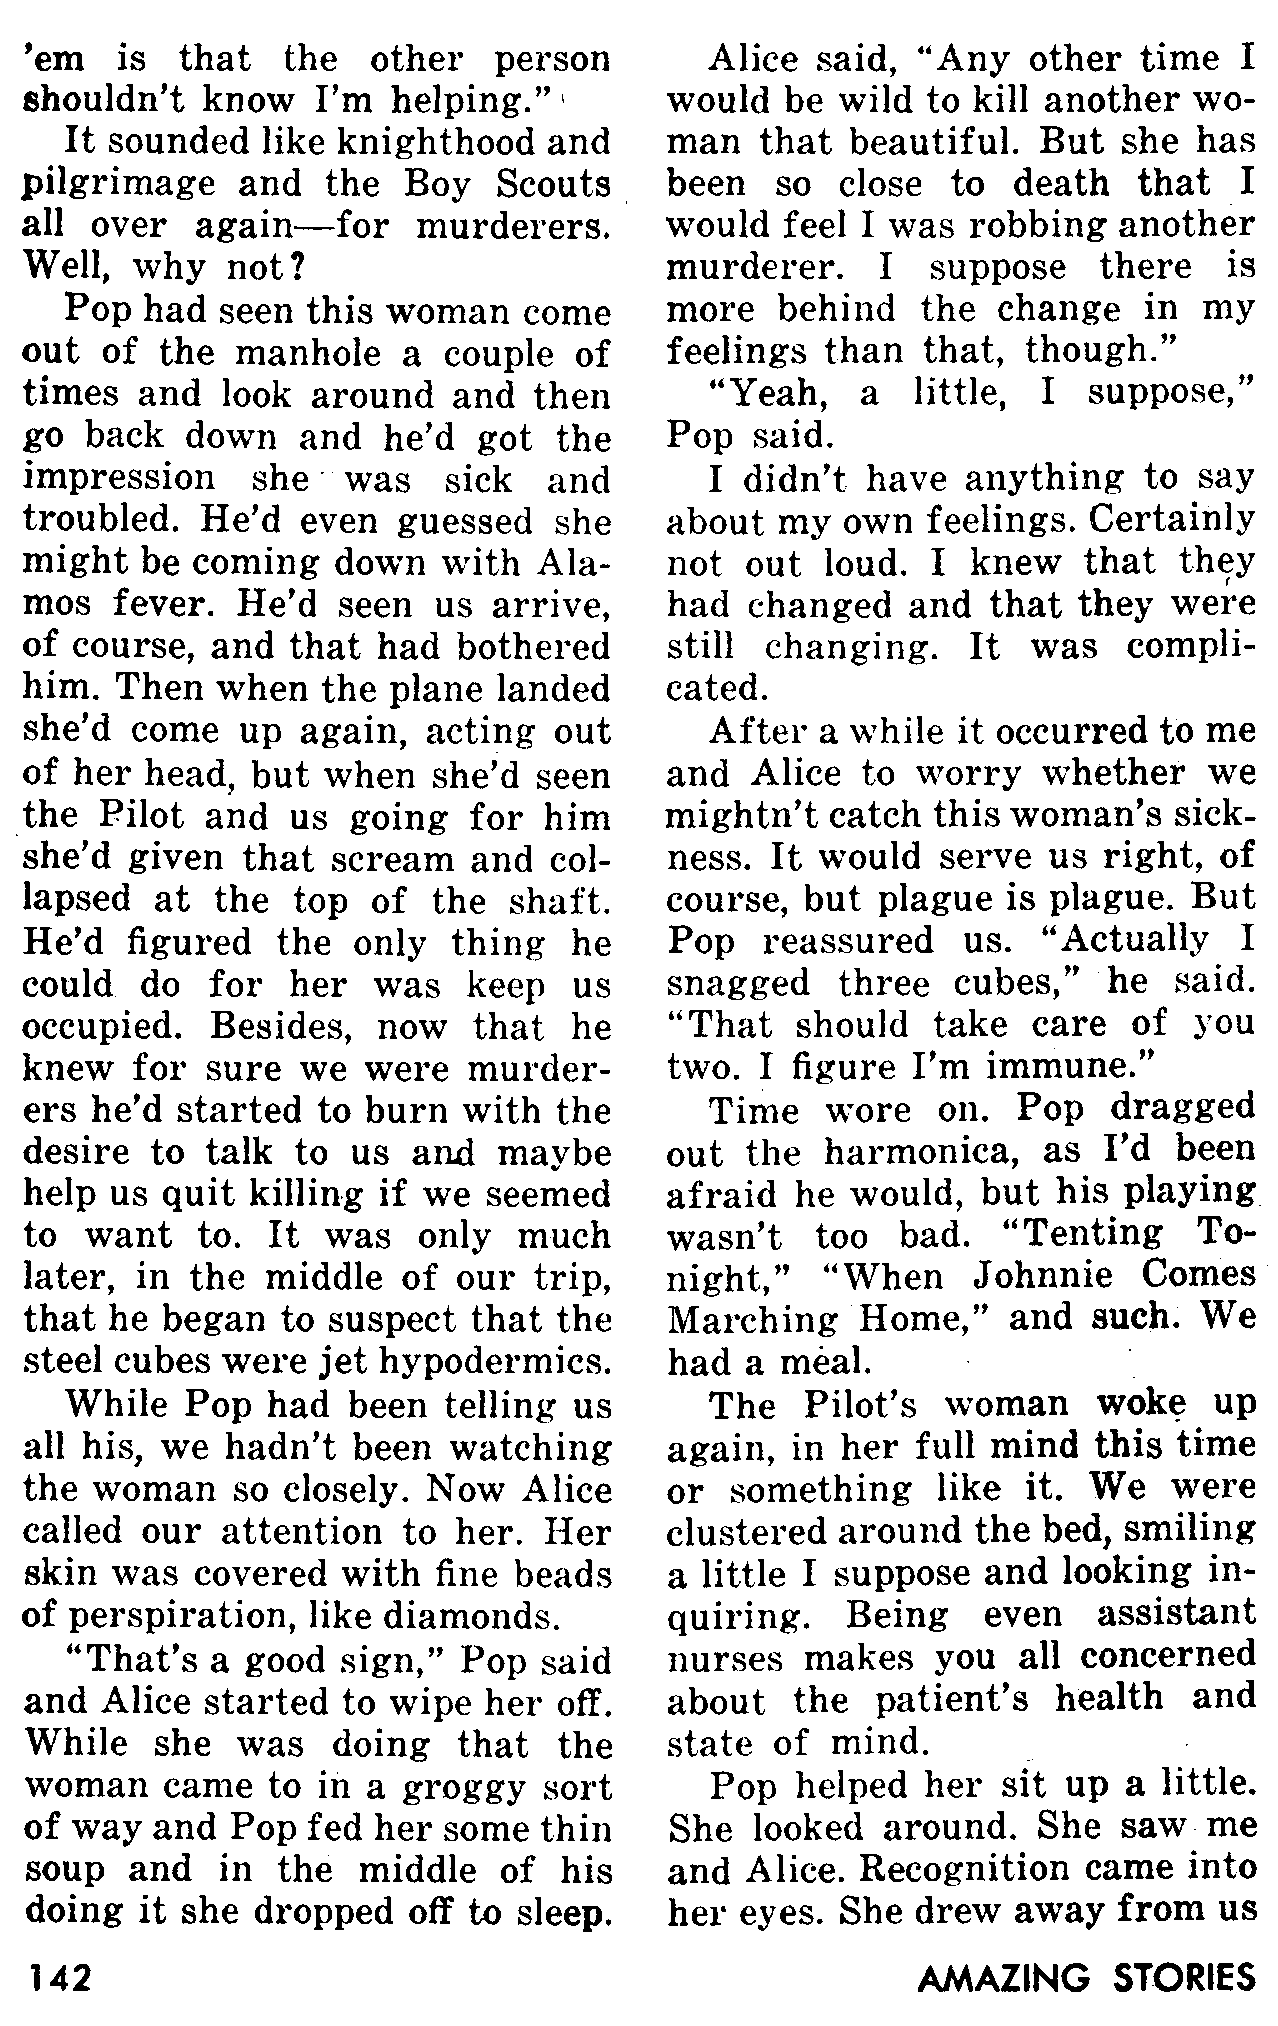 'em is that the other person
shouldn't know I'm helping."
It sounded like knighthood and
pilgrimage and the Boy Scouts
all over again—for murderers.
Well, why not?
Pop had seen this woman come
out of the manhole a couple of
times and look around and then
go back down and he'd got the
impression she was sick and
troubled. He'd even guessed she
might be coming down with Ala-
mos fever. He'd seen us arrive,
of course, and that had bothered
him. Then when the plane landed
she'd come up again, acting out
of her head, but when she'd seen
the Pilot and us going for him
she'd given that scream and col-
lapsed at the top of the shaft.
He'd figured the only thing he
could do for her was keep us
occupied. Besides, now that he
knew for sure we were murder-
ers he'd started to burn with the
desire to talk to us and maybe
help us quit killing if we seemed
to want to. It was only much
later, in the middle of our trip,
that he began to suspect that the
steel cubes were jet hypodermics.
While Pop had been telling us
all his, we hadn't been watching
the woman so closely. Now Alice
called our attention to her. Her
skin was covered with fine beads
of perspiration, like diamonds.
"That's a good sign," Pop said
and Alice started to wipe her off.
While she was doing that the
woman came to in a groggy sort
of way and Pop fed her some thin
soup and in the middle of his
doing it she dropped off to sleep.
Alice said, "Any other time I
would be wild to kill another wo-
man that beautiful. But she has
been so close to death that I
would feel I was robbing another
murderer. I suppose there is
more behind the change in my
feelings than that, though."
"Yeah, a little, I suppose,"
Pop said.
I didn't have anything to say
about my own feelings. Certainly
not out loud. I knew that they
had changed and that they were
still changing. It was compli-
cated.
After a while it occurred to me
and Alice to worry whether we
mightn't catch this woman's sick-
ness. It would serve us right, of
course, but plague is plague. But
Pop reassured us. "Actually I
snagged three cubes," he said.
"That should take care of you
two. I figure I'm immune."
Time wore on. Pop dragged
out the harmonica, as I'd been
afraid he would, but his playing
wasn't too bad. "Tenting To-
night," "When Johnnie Comes
Marching Home," and such. We
had a meal.
The Pilot's woman woke up
again, in her full mind this time
or something like it. We were
clustered around the bed, smiling
a little I suppose and looking in-
quiring. Being even assistant
nurses makes you all concerned
about the patient's health and
state of mind.
Pop helped her sit up a little.
She looked around. She saw me
and Alice. Recognition came into
her eyes. She drew away from us
142
AMAZING STORIES